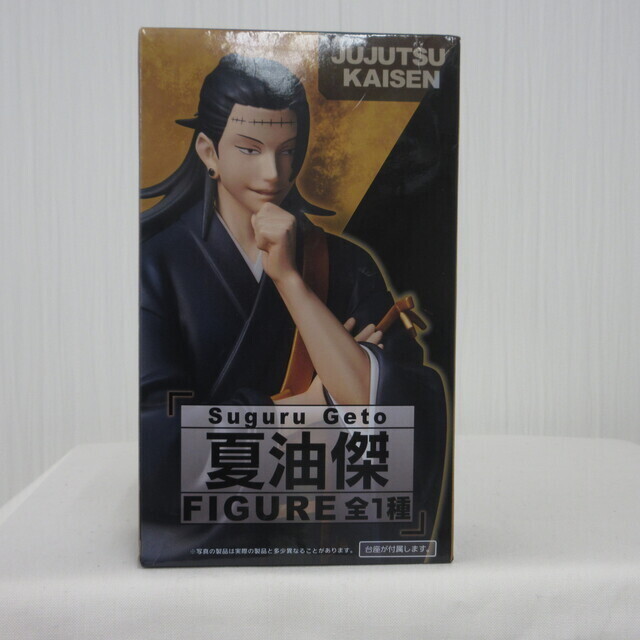 JUJUTSU
KAISEN
Suguru Geto
「夏油傑
FIGURE 全1種」
※写真の製品は実際の製品と多少異なることがあります。
台座が付属します。